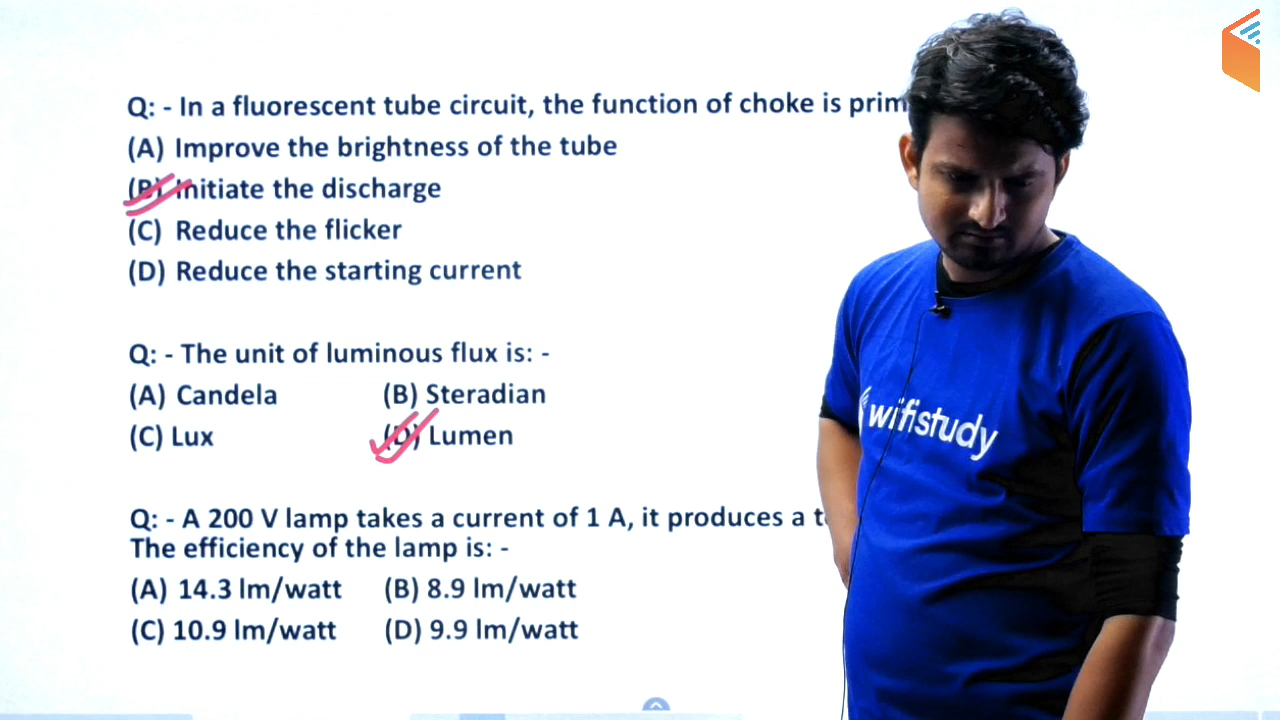 Q: - In a fluorescent tube circuit, the function of choke is
(A) Improve the brightness of the tube
(B) Initiate the discharge
(C) Reduce the flicker
(D) Reduce the starting current
Q: - The unit of luminous flux is: -
(A) Candela (B) Steradian
(C) Lux (D) Lumen
Q: - A 200 V lamp takes a current of 1 A, it produces a
The efficiency of the lamp is: -
(A) 14.3 lm/watt (B) 8.9 lm/watt
(C) 10.9 lm/watt (D) 9.9 lm/watt
wifistudy